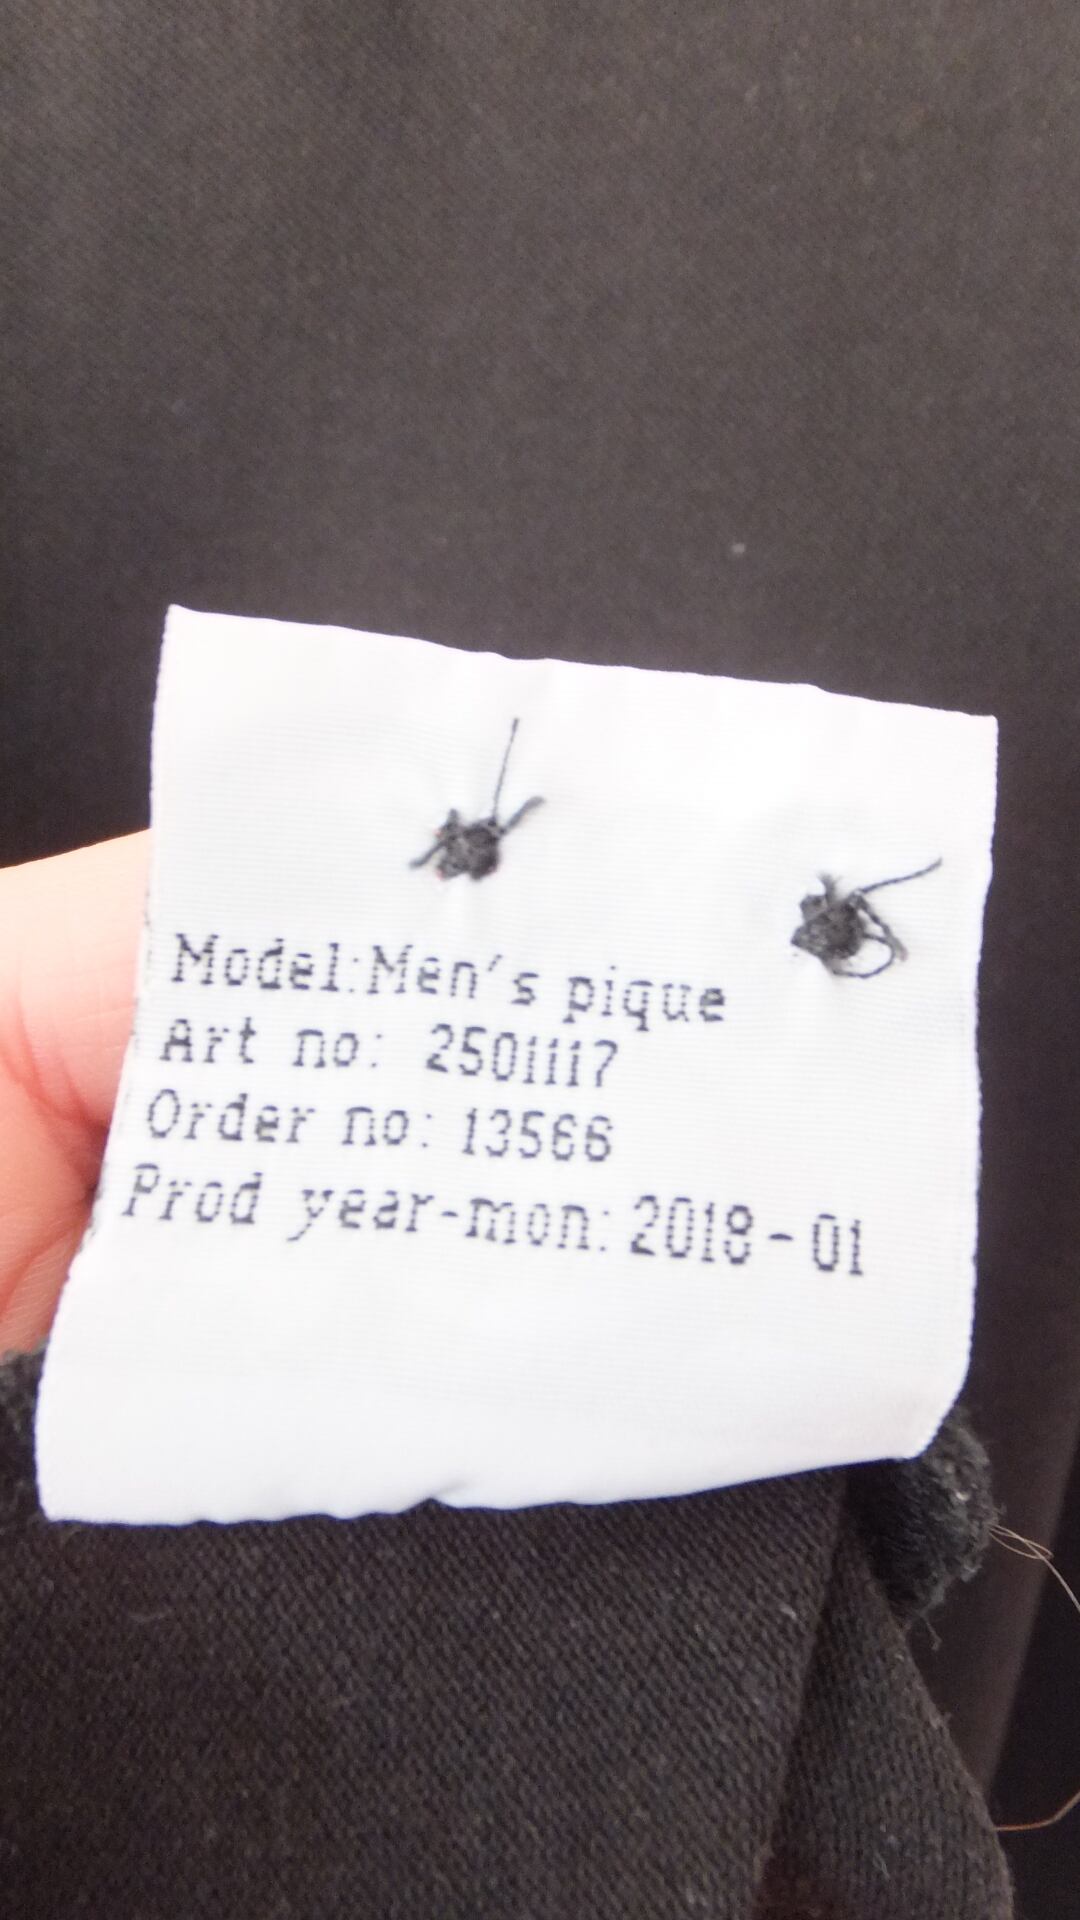 Model:Men's pique
Art no: 2501117
Order no: 13566
Prod year-mon: 2018-01